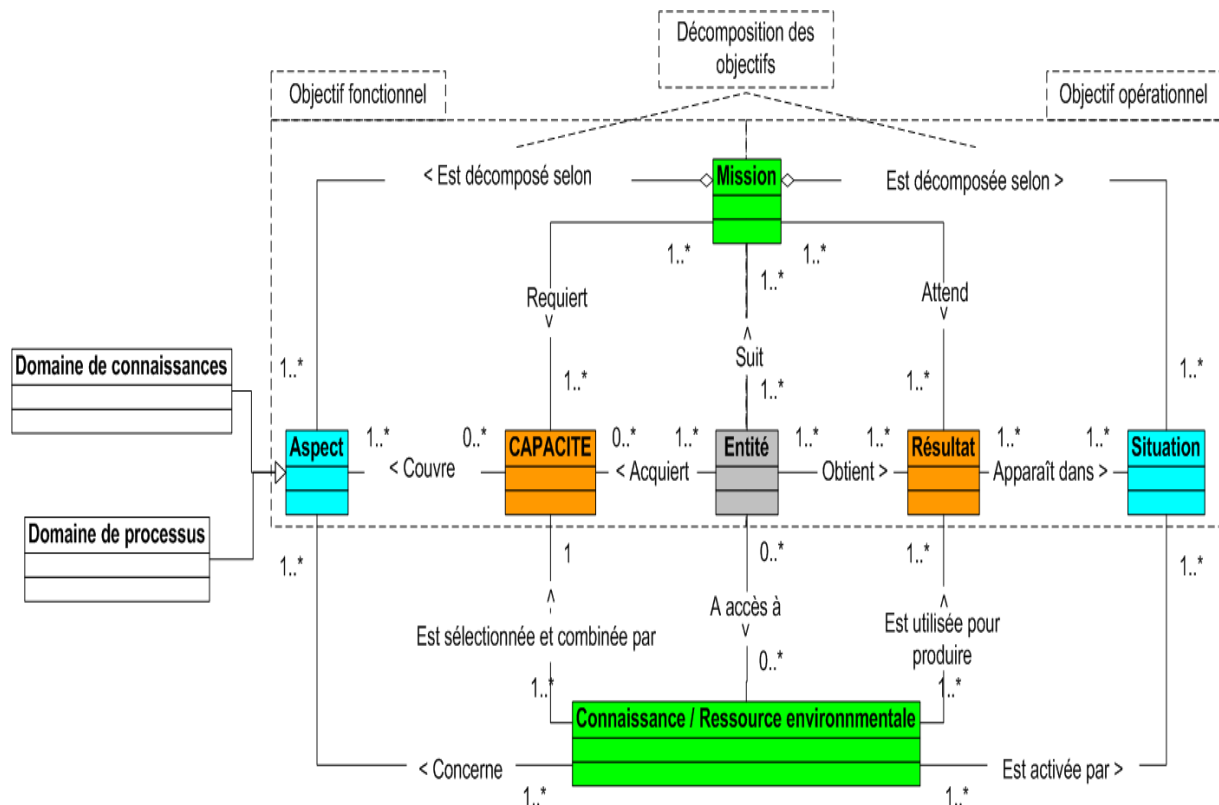 Décomposition des
objectifs
Objectif fonctionnel
Objectif opérationnel
< Est décomposé selon
Mission
Est décomposée selon >
1..*
1..*
1..*
Requiert
<
Attend
<
<
Suit
Domaine de connaissances
1..*
1..*
1..*
1..*
1..*
Aspect
1..*
0..*
CAPACITE
0..*
1..*
Entité
1..*
1..*
Résultat
1..*
1..*
Situation
< Couvre
< Acquiert
Obtient >
Apparaît dans >
Domaine de processus
1..*
1
0..*
1..*
1..*
<
A accès à
<
<
Est sélectionnée et combinée par
Est utilisée pour
produire
0..*
1..*
1..*
Connaissance / Ressource environnmentale
< Concerne
Est activée par >
1..*
1..*